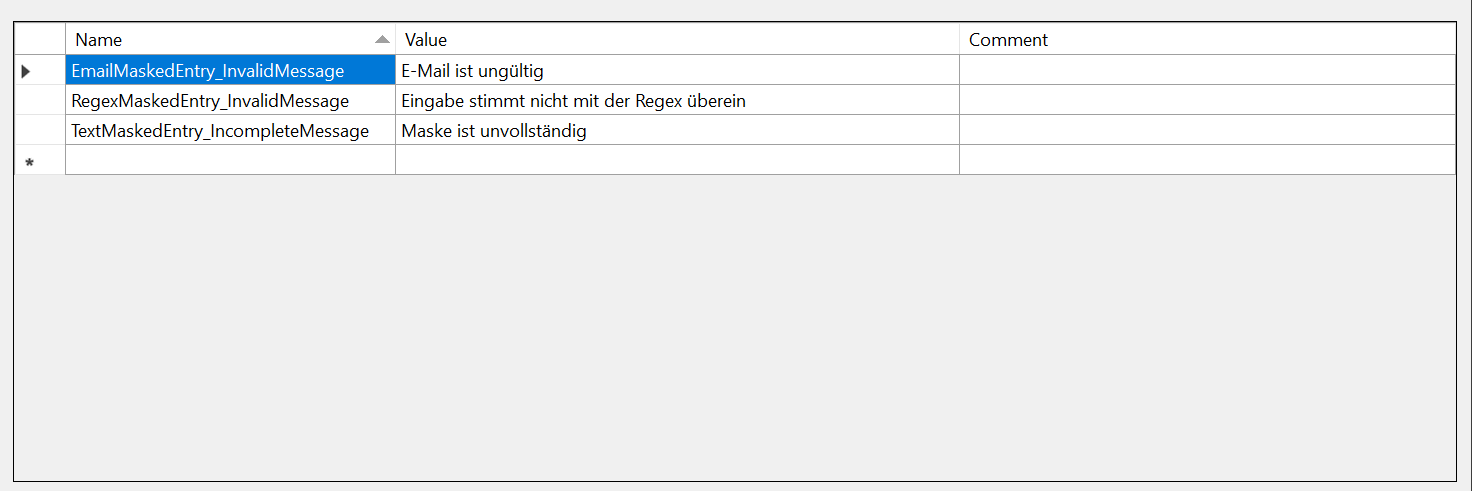 Name Value Comment
EmailMaskedEntry_InvalidMessage E-Mail ist ungültig
RegexMaskedEntry_InvalidMessage Eingabe stimmt nicht mit der Regex überein
TextMaskedEntry_IncompleteMessage Maske ist unvollständig
*